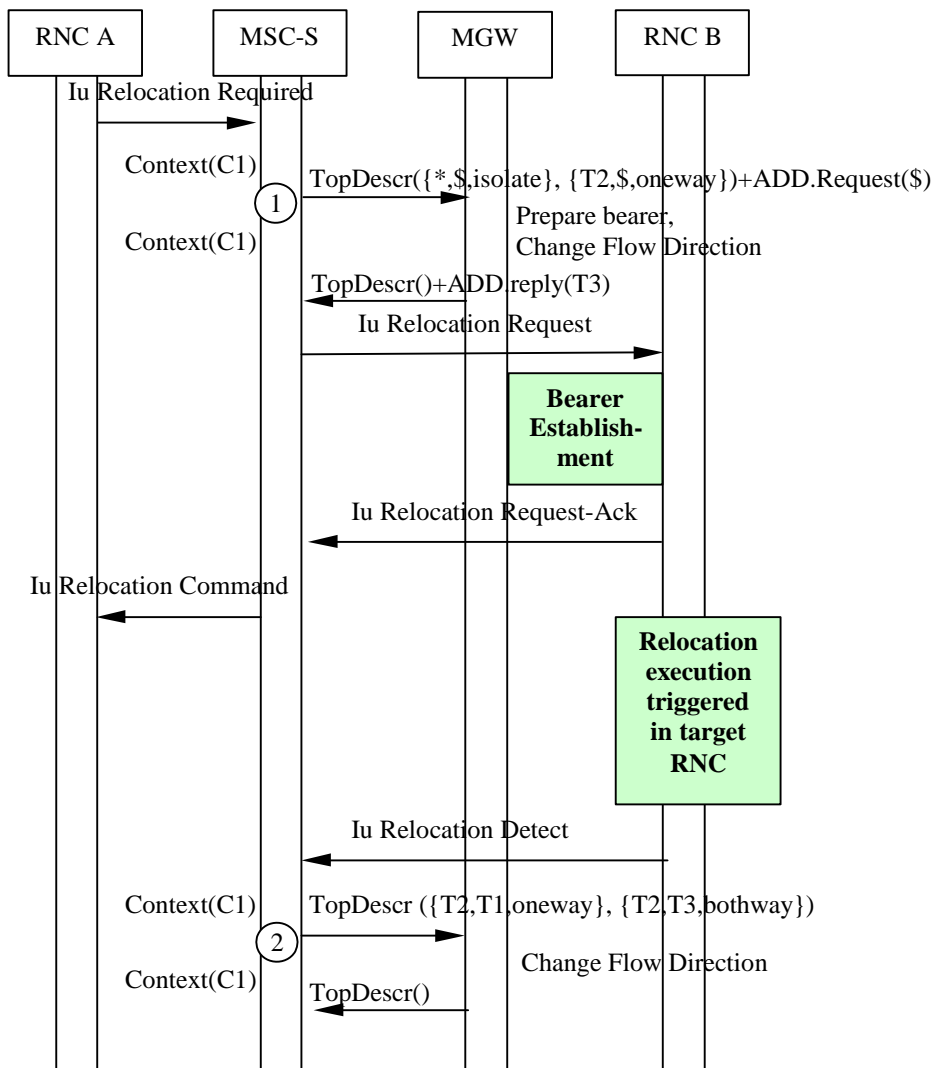 RNC A
MSC-S
MGW
RNC B
Iu Relocation Required
Context(C1)
TopDescr({*,$,isolate}, {T2,$,oneway})+ADD.Request($)
1
Prepare bearer,
Change Flow Direction
Context(C1)
TopDescr()+ADD.reply(T3)
Iu Relocation Request
Bearer
Establish-
ment
Iu Relocation Request-Ack
Iu Relocation Command
Relocation
execution
triggered
in target
RNC
Iu Relocation Detect
Context(C1)
TopDescr ({T2,T1,oneway}, {T2,T3,bothway})
2
Change Flow Direction
Context(C1)
TopDescr()